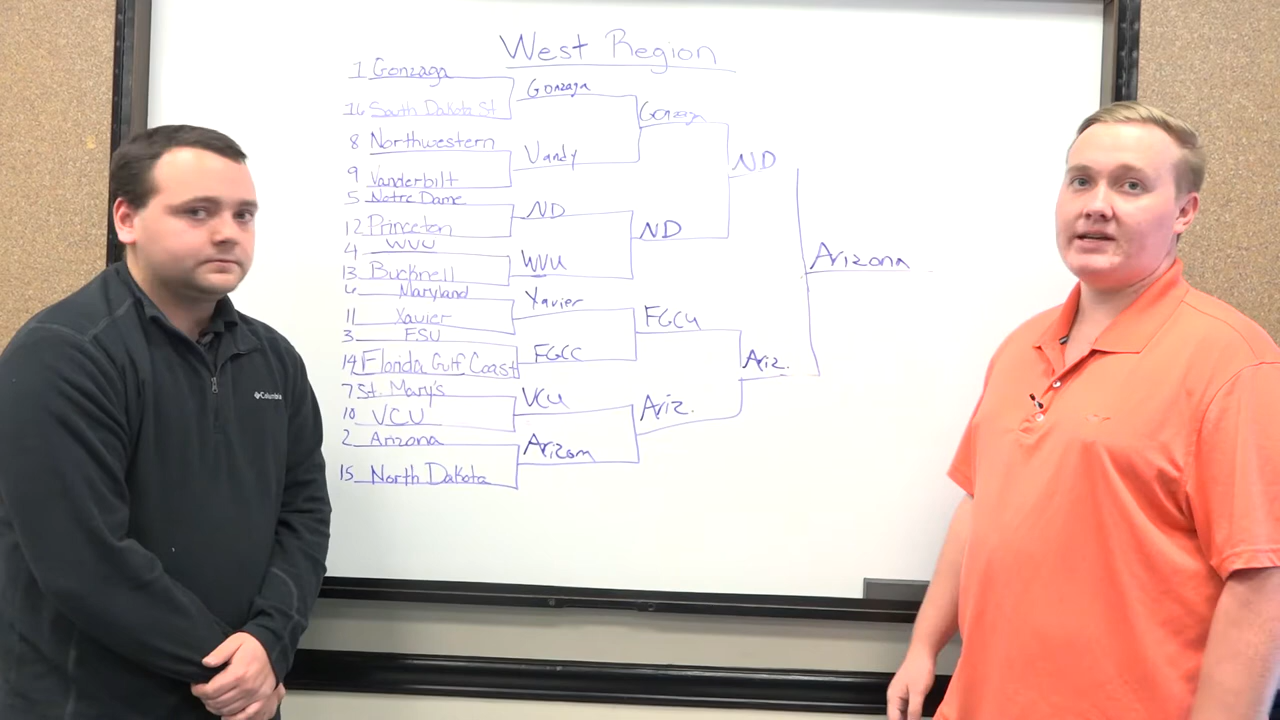 West Region
1 Gonzaga
16 South Dakota St
8 Northwestern
9 Vanderbilt
5 Notre Dame
12 Princeton
4 WVU
13 Bucknell
6 Maryland
11 Xavier
3 FSU
14 Florida Gulf Coast
7 St. Mary's
10 VCU
2 Arizona
15 North Dakota
Gonzaga
Vandy
ND
WVU
Xavier
FGCC
VCU
Arizona
Gonzaga
ND
FGCU
Ariz.
ND
Ariz.
Arizona
Columbia